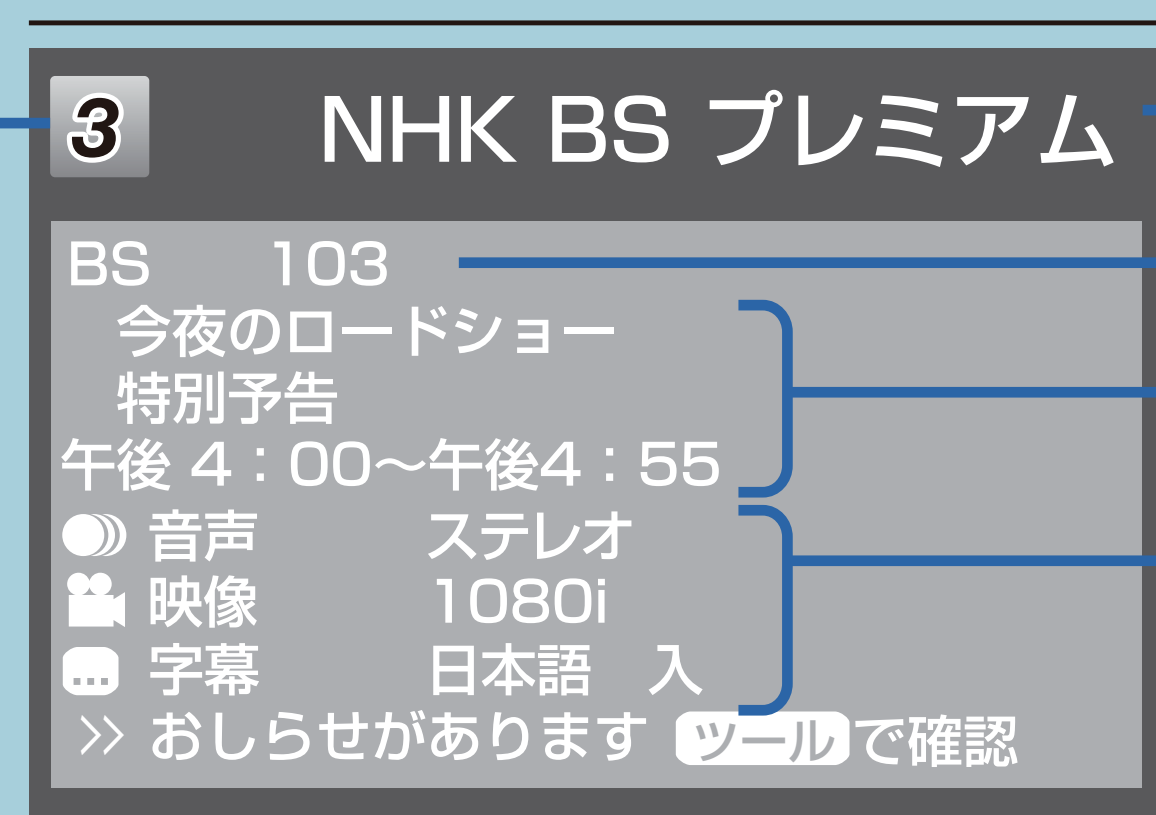 3 NHK BS プレミアム
BS 103
今夜のロードショー
特別予告
午後 4：00～午後4：55
音声 ステレオ
映像 1080i
字幕 日本語 入
>> おしらせがあります ツールで確認